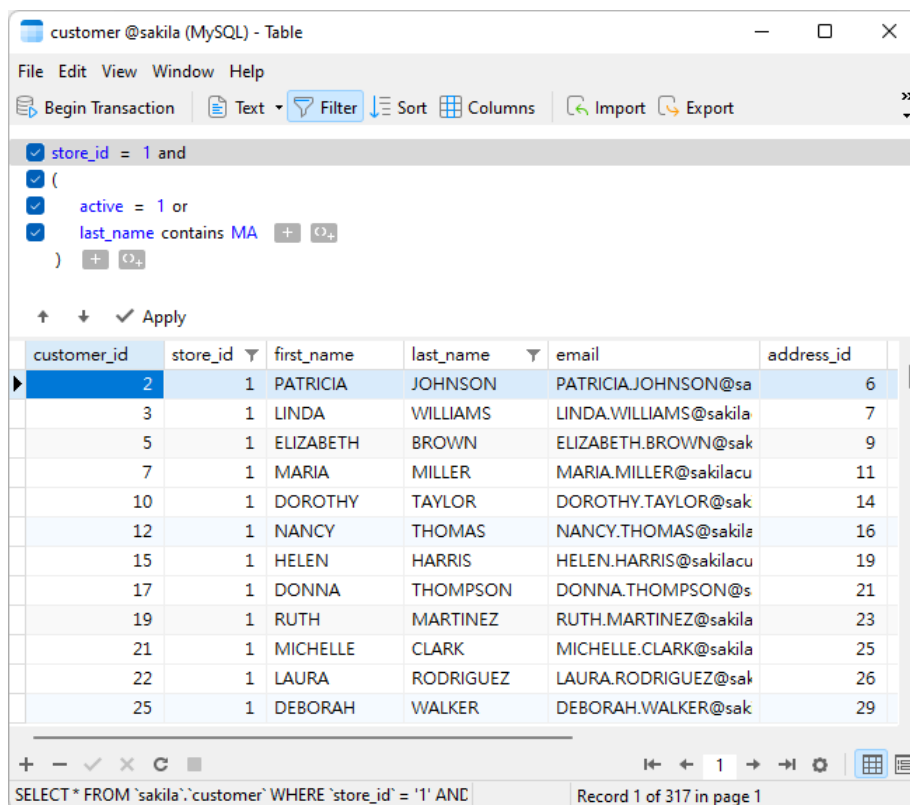 customer @sakila (MySQL) - Table
File Edit View Window Help
Begin Transaction Text Filter Sort Columns Import Export
store_id = 1 and
(
active = 1 or
last_name contains MA
)
Apply
customer_id store_id first_name last_name email address_id
2 1 PATRICIA JOHNSON PATRICIA.JOHNSON@sa 6
3 1 LINDA WILLIAMS LINDA.WILLIAMS@sakila 7
5 1 ELIZABETH BROWN ELIZABETH.BROWN@sak 9
7 1 MARIA MILLER MARIA.MILLER@sakilacu 11
10 1 DOROTHY TAYLOR DOROTHY.TAYLOR@sak 14
12 1 NANCY THOMAS NANCY.THOMAS@sakila 16
15 1 HELEN HARRIS HELEN.HARRIS@sakilacu 19
17 1 DONNA THOMPSON DONNA.THOMPSON@s 21
19 1 RUTH MARTINEZ RUTH.MARTINEZ@sakila 23
21 1 MICHELLE CLARK MICHELLE.CLARK@sakila 25
22 1 LAURA RODRIGUEZ LAURA.RODRIGUEZ@sak 26
25 1 DEBORAH WALKER DEBORAH.WALKER@sak 29
1
SELECT * FROM `sakila`.`customer` WHERE `store_id` = '1' AND Record 1 of 317 in page 1